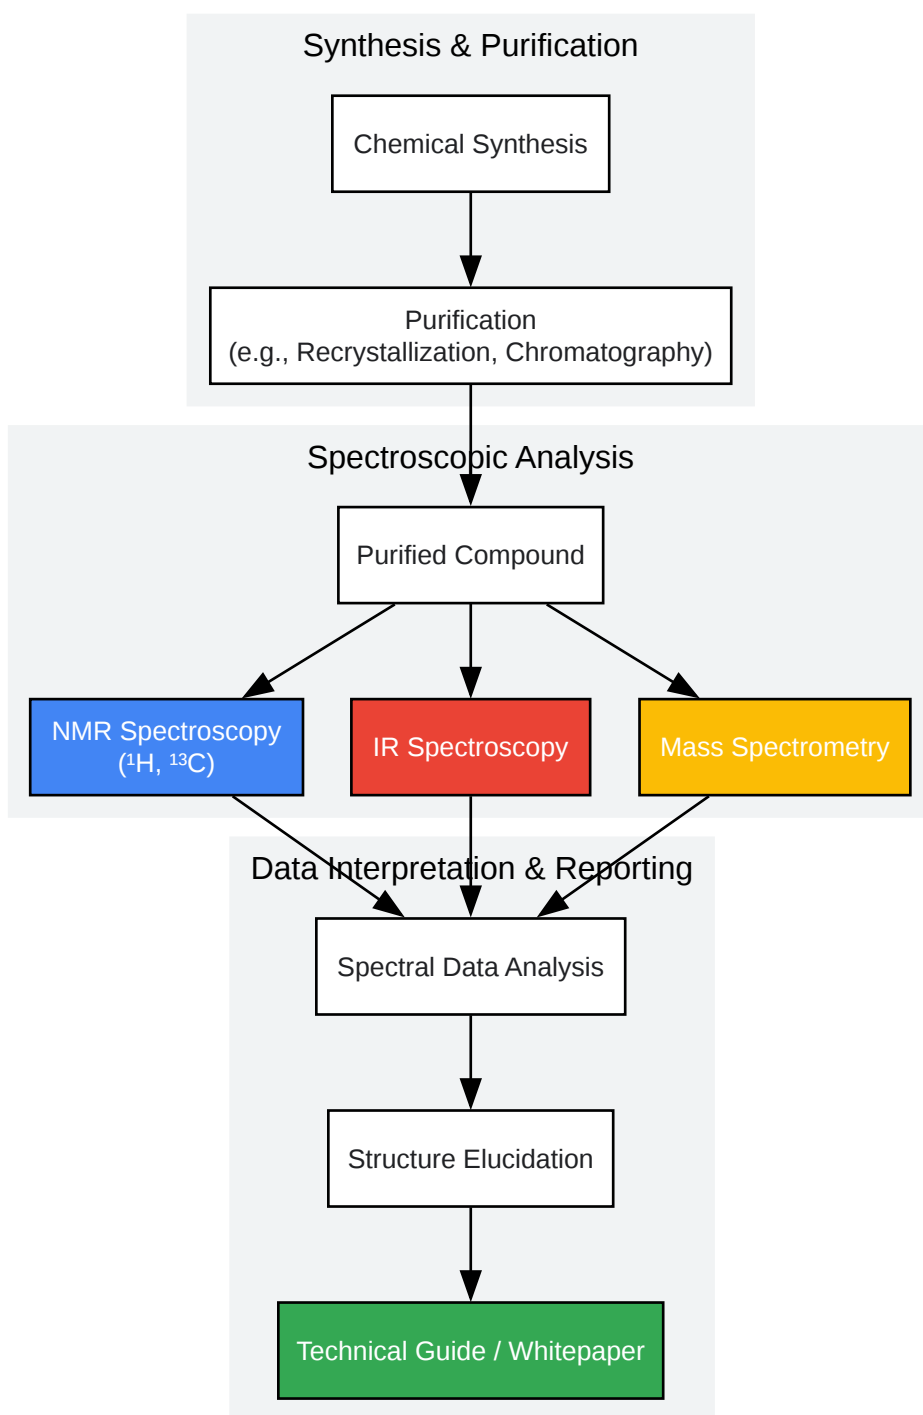 Synthesis & Purification
Chemical Synthesis
Purification
(e.g., Recrystallization, Chromatography)
Spectroscopic Analysis
Purified Compound
NMR Spectroscopy
(¹H, ¹³C)
IR Spectroscopy
Mass Spectrometry
Data Interpretation & Reporting
Spectral Data Analysis
Structure Elucidation
Technical Guide / Whitepaper